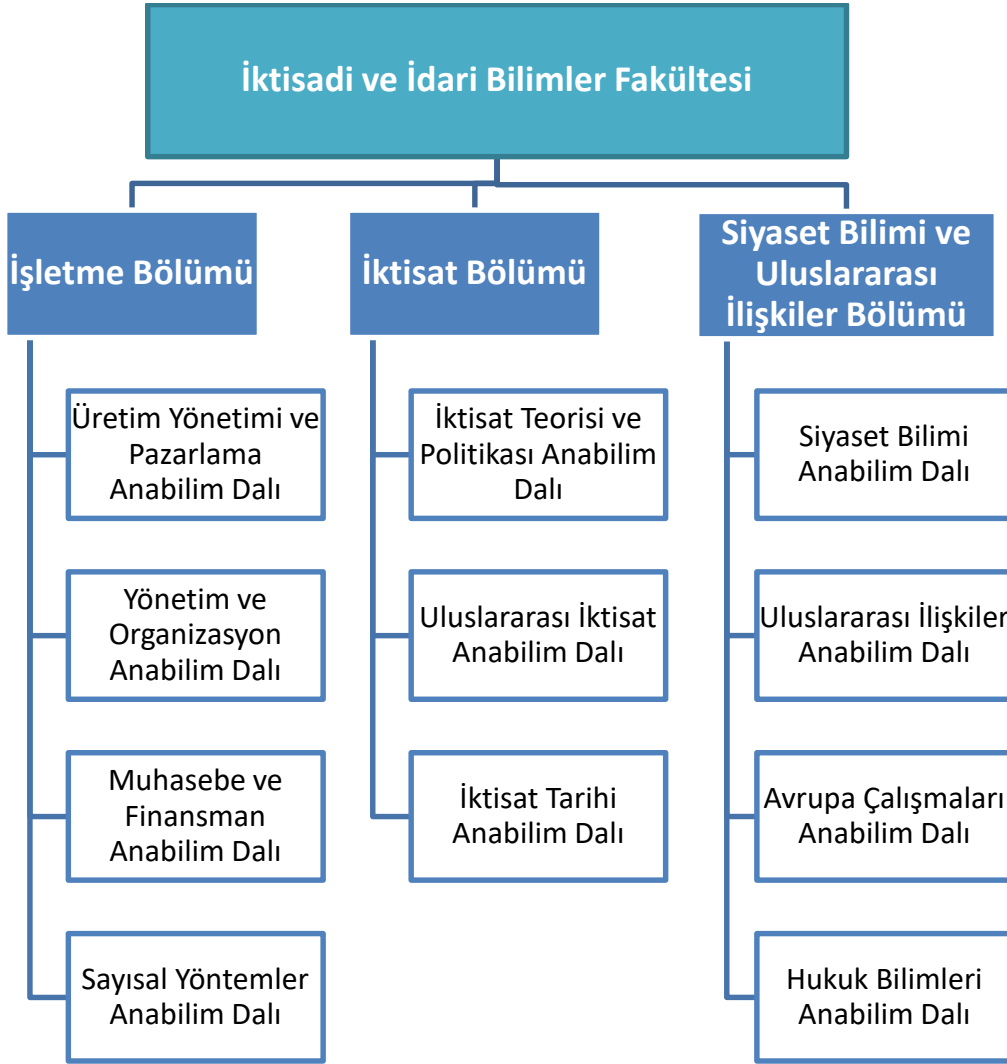 İktisadi ve İdari Bilimler Fakültesi
İşletme Bölümü
Üretim Yönetimi ve
Pazarlama
Anabilim Dalı
Yönetim ve
Organizasyon
Anabilim Dalı
Muhasebe ve
Finansman
Anabilim Dalı
Sayısal Yöntemler
Anabilim Dalı
İktisat Bölümü
İktisat Teorisi ve
Politikası Anabilim
Dalı
Uluslararası İktisat
Anabilim Dalı
İktisat Tarihi
Anabilim Dalı
Siyaset Bilimi ve
Uluslararası
İlişkiler Bölümü
Siyaset Bilimi
Anabilim Dalı
Uluslararası İlişkiler
Anabilim Dalı
Avrupa Çalışmaları
Anabilim Dalı
Hukuk Bilimleri
Anabilim Dalı